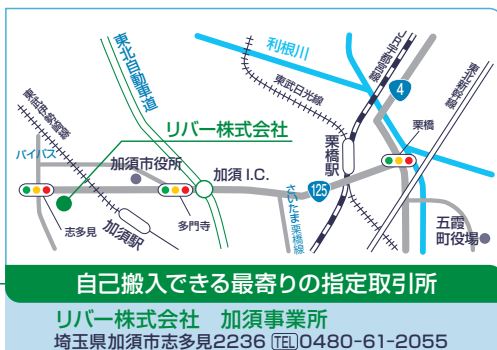 利根川
JR宇都宮線
東北新幹線
東北自動車道
4
東武日光線
東武伊勢崎線
栗橋
リバー株式会社
栗橋駅
バイパス
加須市役所
加須 I.C.
125
さいたま栗橋線
志多見
加須駅
多門寺
五霞
町役場
自己搬入できる最寄りの指定取引所
リバー株式会社 加須事業所
埼玉県加須市志多見2236 TEL0480-61-2055